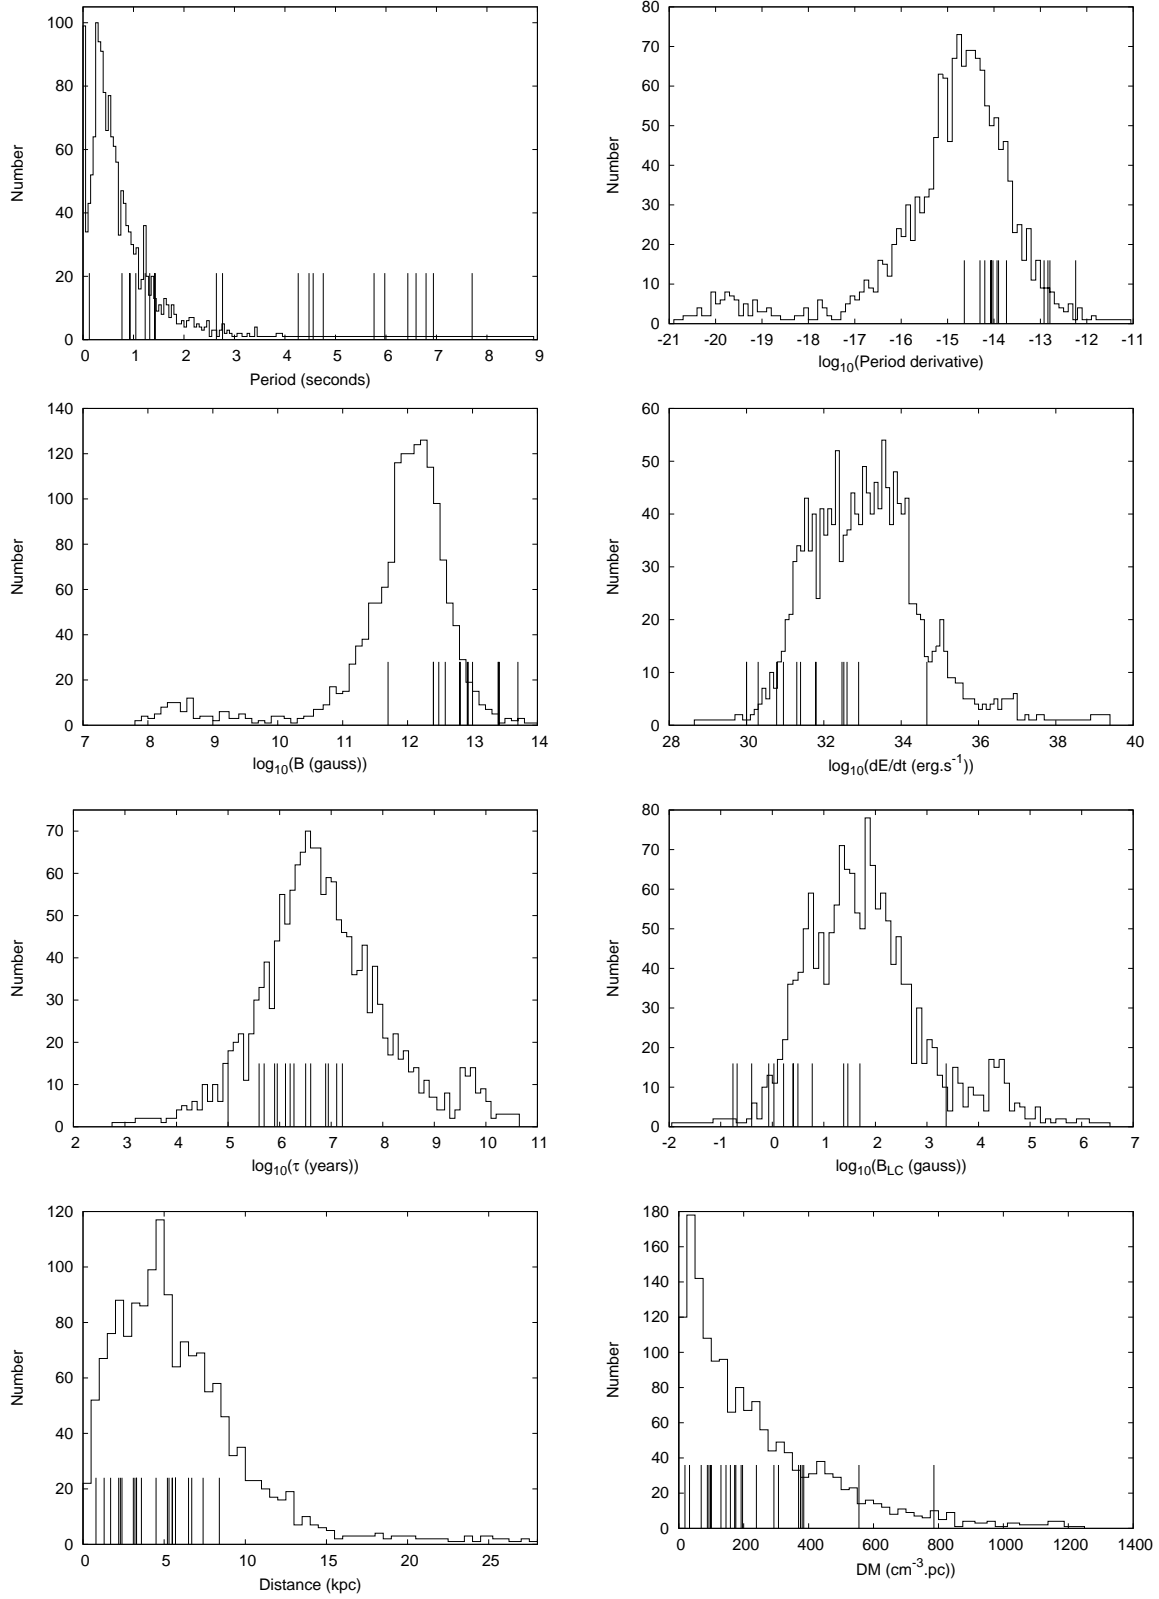 100
80
60
40
20
0
0 1 2 3 4 5 6 7 8 9
Number
Period (seconds)
80
70
60
50
40
30
20
10
0
-21 -20 -19 -18 -17 -16 -15 -14 -13 -12 -11
Number
log10(Period derivative)
140
120
100
80
60
40
20
0
7 8 9 10 11 12 13 14
Number
log10(B (gauss))
60
50
40
30
20
10
0
28 30 32 34 36 38 40
Number
log10(dE/dt (erg.s-1))
70
60
50
40
30
20
10
0
2 3 4 5 6 7 8 9 10 11
Number
log10(τ (years))
80
70
60
50
40
30
20
10
0
-2 -1 0 1 2 3 4 5 6 7
Number
log10(BLC (gauss))
120
100
80
60
40
20
0
0 5 10 15 20 25
Number
Distance (kpc)
180
160
140
120
100
80
60
40
20
0
0 200 400 600 800 1000 1200 1400
Number
DM (cm-3.pc))